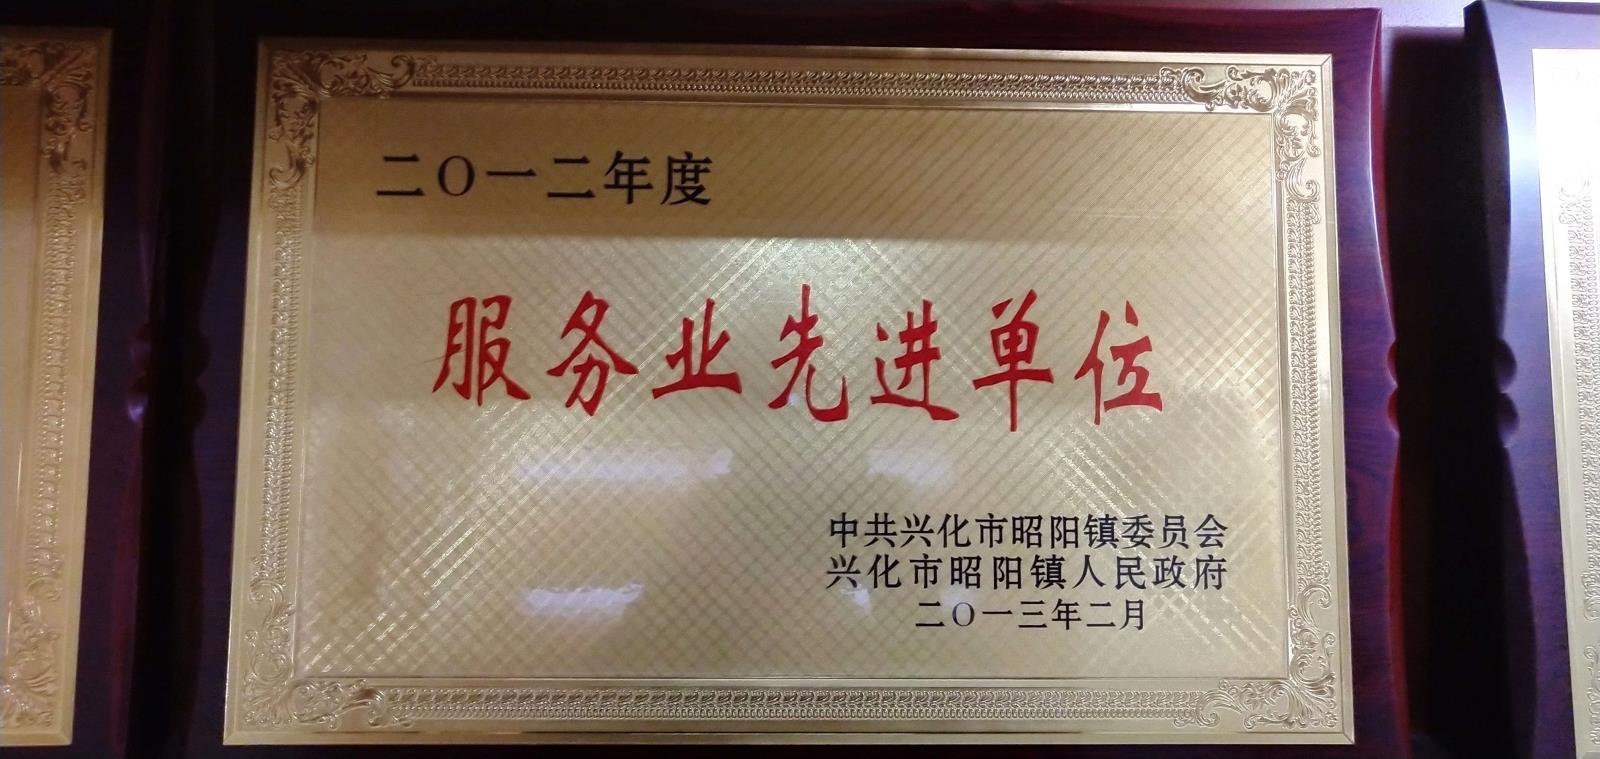 二〇一二年度
服务业先进单位
中共兴化市昭阳镇委员会
兴化市昭阳镇人民政府
二〇一三年二月